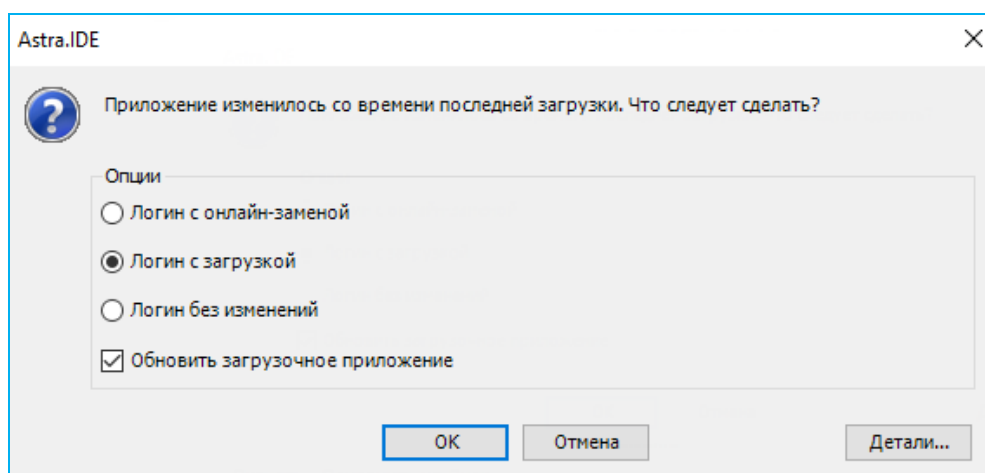 Astra.IDE
Приложение изменилось со времени последней загрузки. Что следует сделать?
Опции
Логин с онлайн-заменой
Логин с загрузкой
Логин без изменений
Обновить загрузочное приложение
ОК
Отмена
Детали...